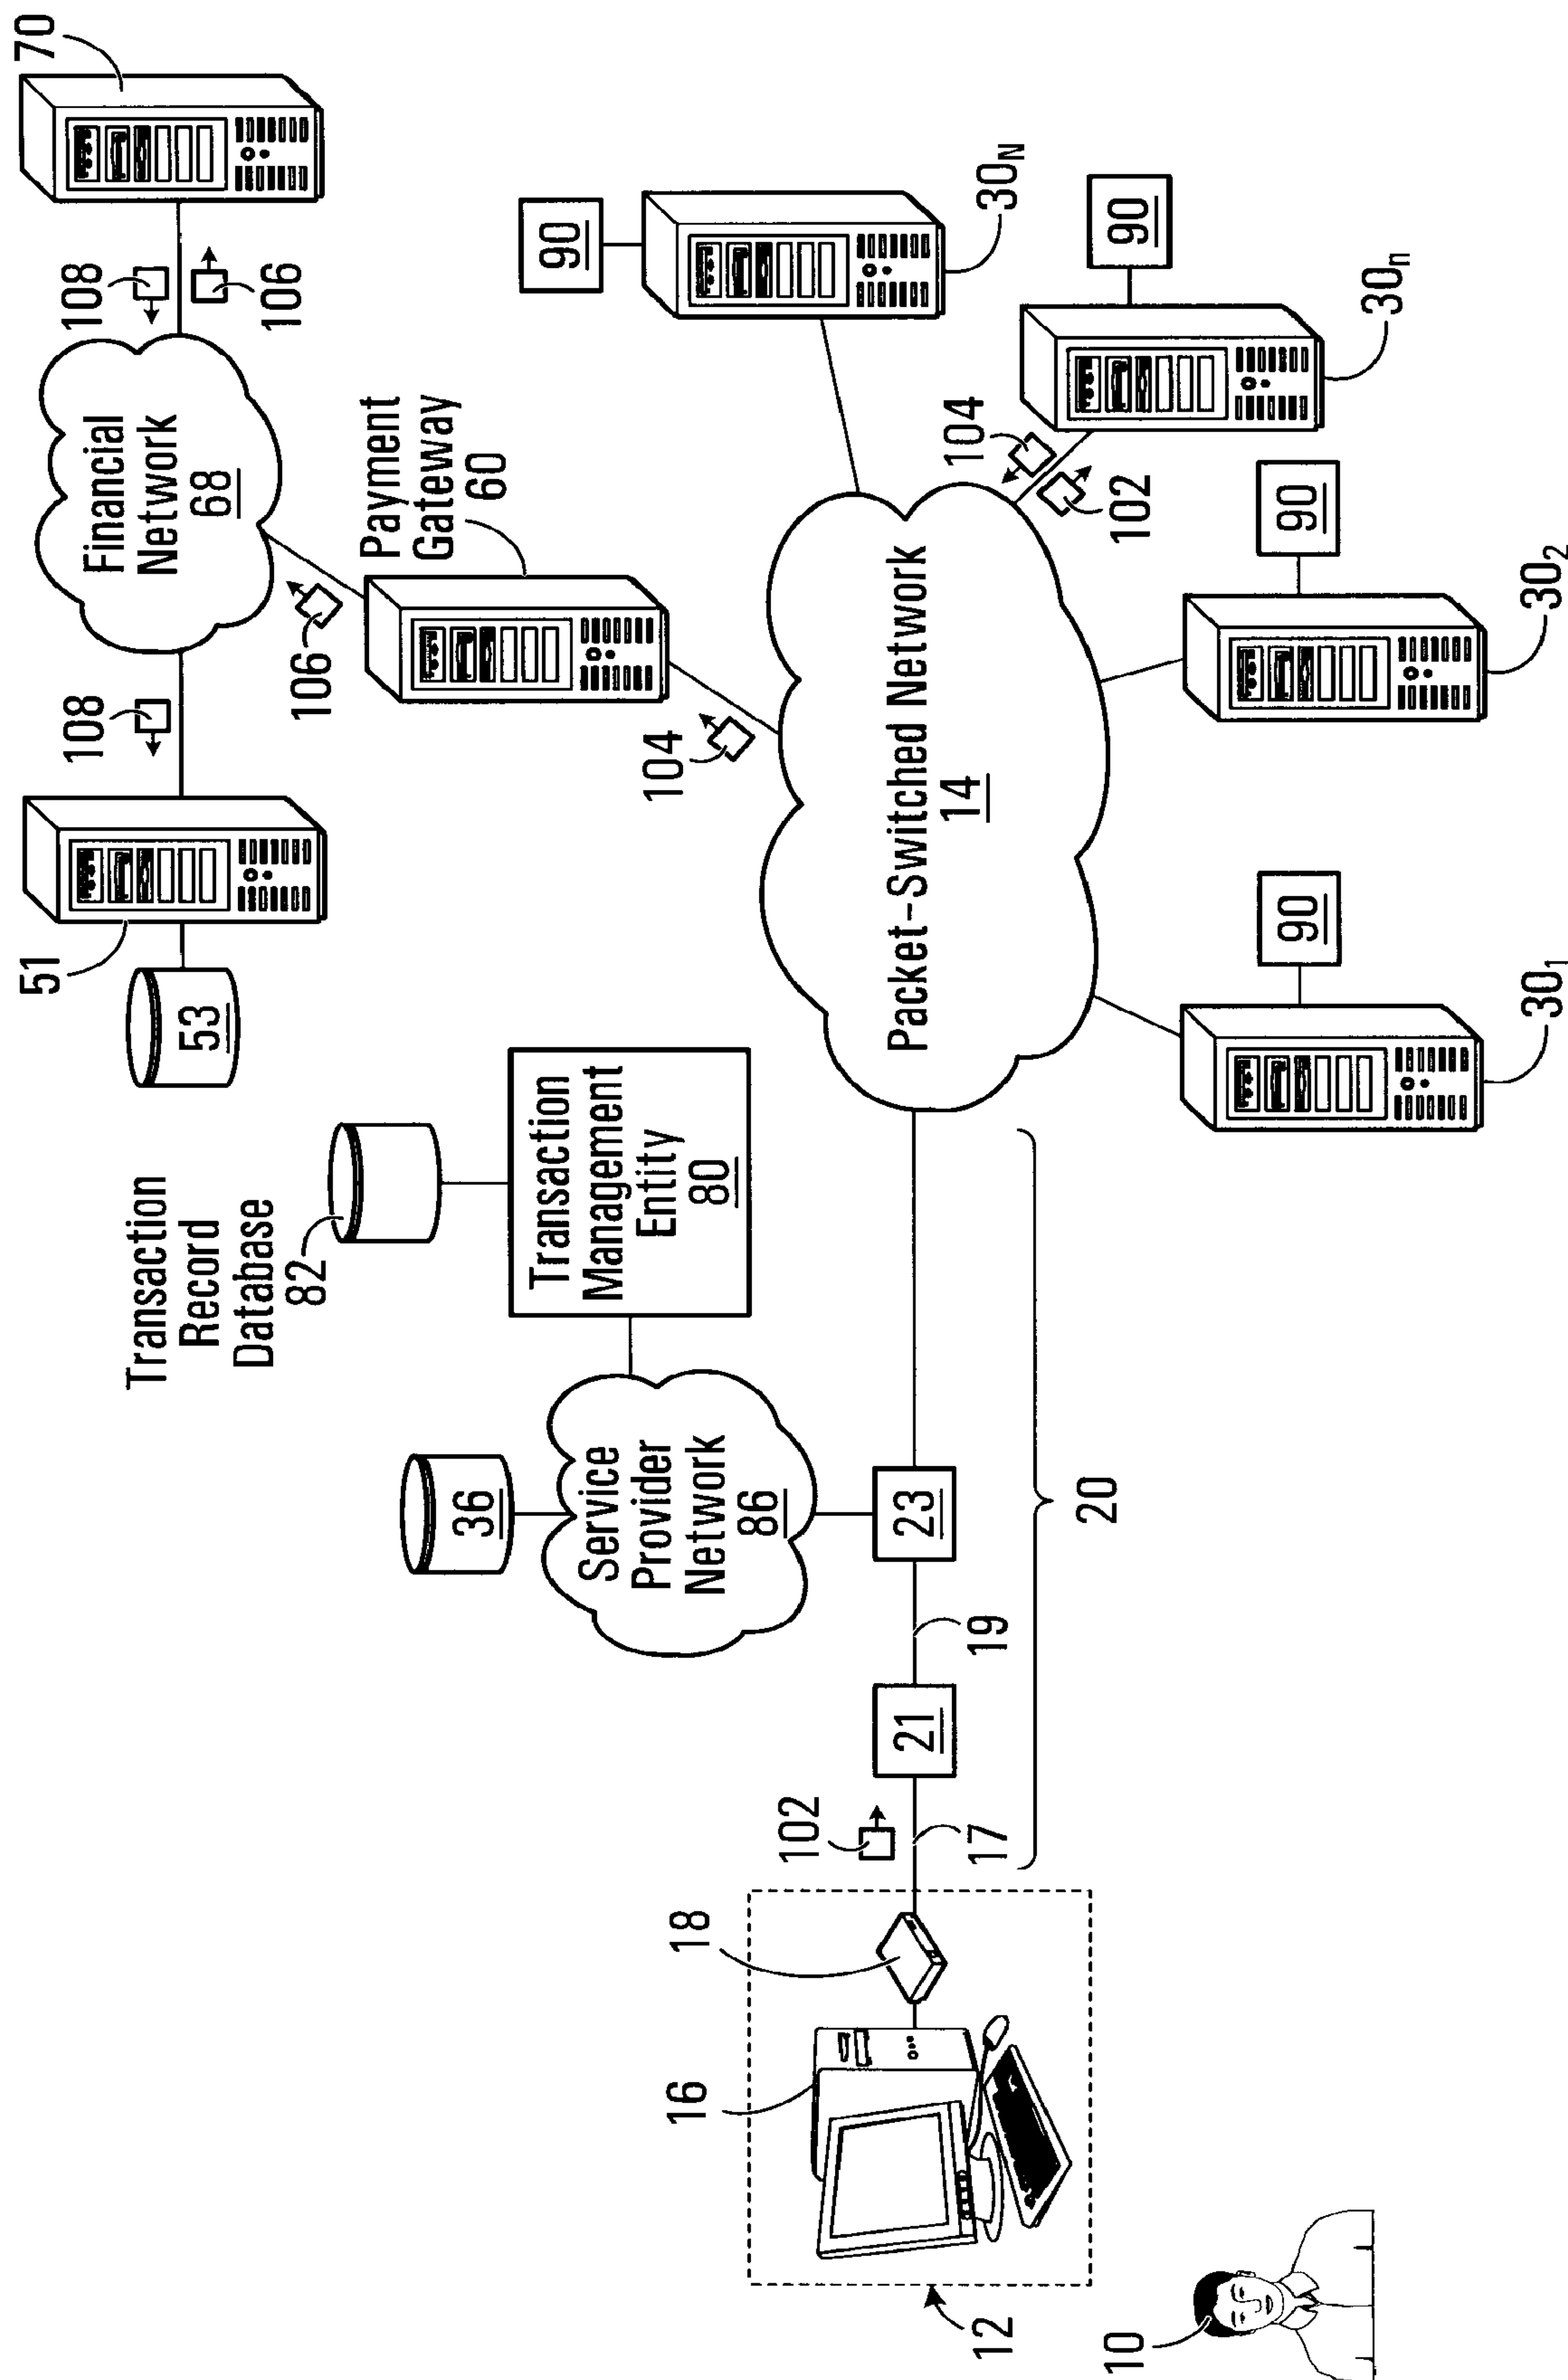 70
108
106
Financial
Network
68
108
51
53
106
Payment
Gateway
60
104
Transaction
Record
Database
82
Transaction
Management
Entity
80
36
Service
Provider
Network
86
Packet-Switched Network
14
90
30N
104
102
90
30n
90
302
90
301
23
19
21
102
17
20
18
16
12
10